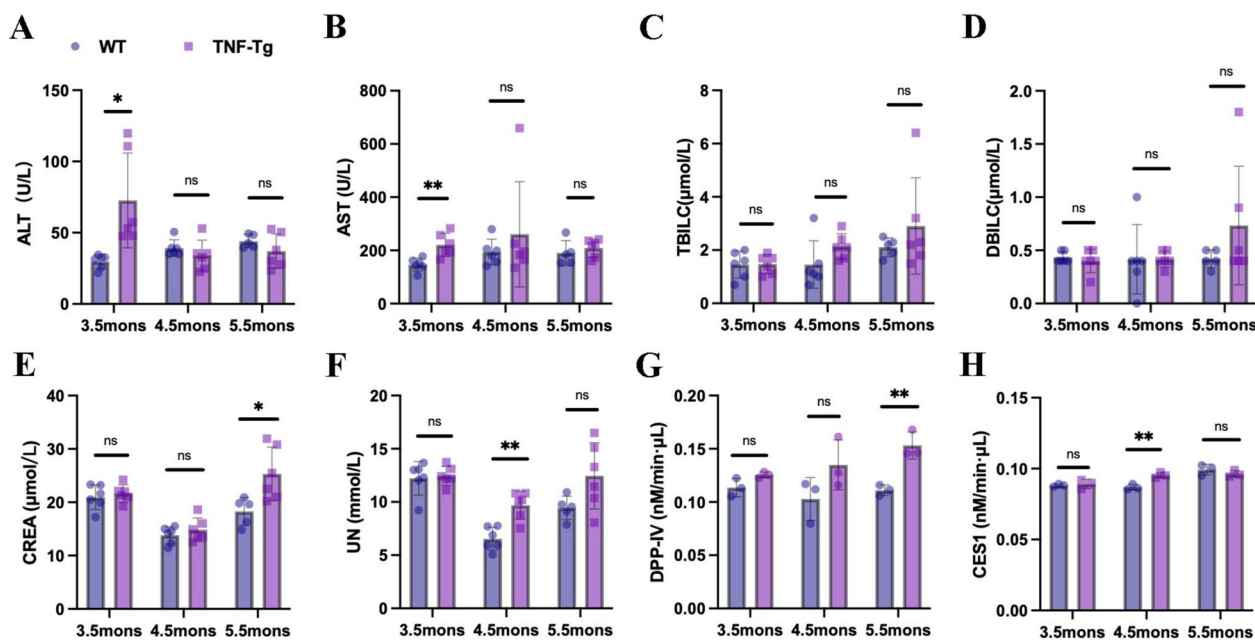 A
WT
TNF-Tg
B
C
D
ALT (U/L)
150
100
50
0
*
ns
ns
3.5mons 4.5mons 5.5mons
AST (U/L)
800
600
400
200
0
**
ns
ns
3.5mons 4.5mons 5.5mons
TBILC(μmol/L)
10
8
6
4
2
0
ns
ns
ns
3.5mons 4.5mons 5.5mons
DBILC(μmol/L)
2.0
1.5
1.0
0.5
0.0
ns
ns
ns
3.5mons 4.5mons 5.5mons
E
F
G
H
CREA (μmol/L)
40
30
20
10
0
ns
ns
*
3.5mons 4.5mons 5.5mons
UN (mmol/L)
20
15
10
5
0
ns
**
ns
3.5mons 4.5mons 5.5mons
DPP-IV (nM/min·μL)
0.20
0.15
0.10
0.05
0.00
ns
ns
**
3.5mons 4.5mons 5.5mons
CES1 (nM/min·μL)
0.15
0.10
0.05
0.00
ns
**
ns
3.5mons 4.5mons 5.5mons